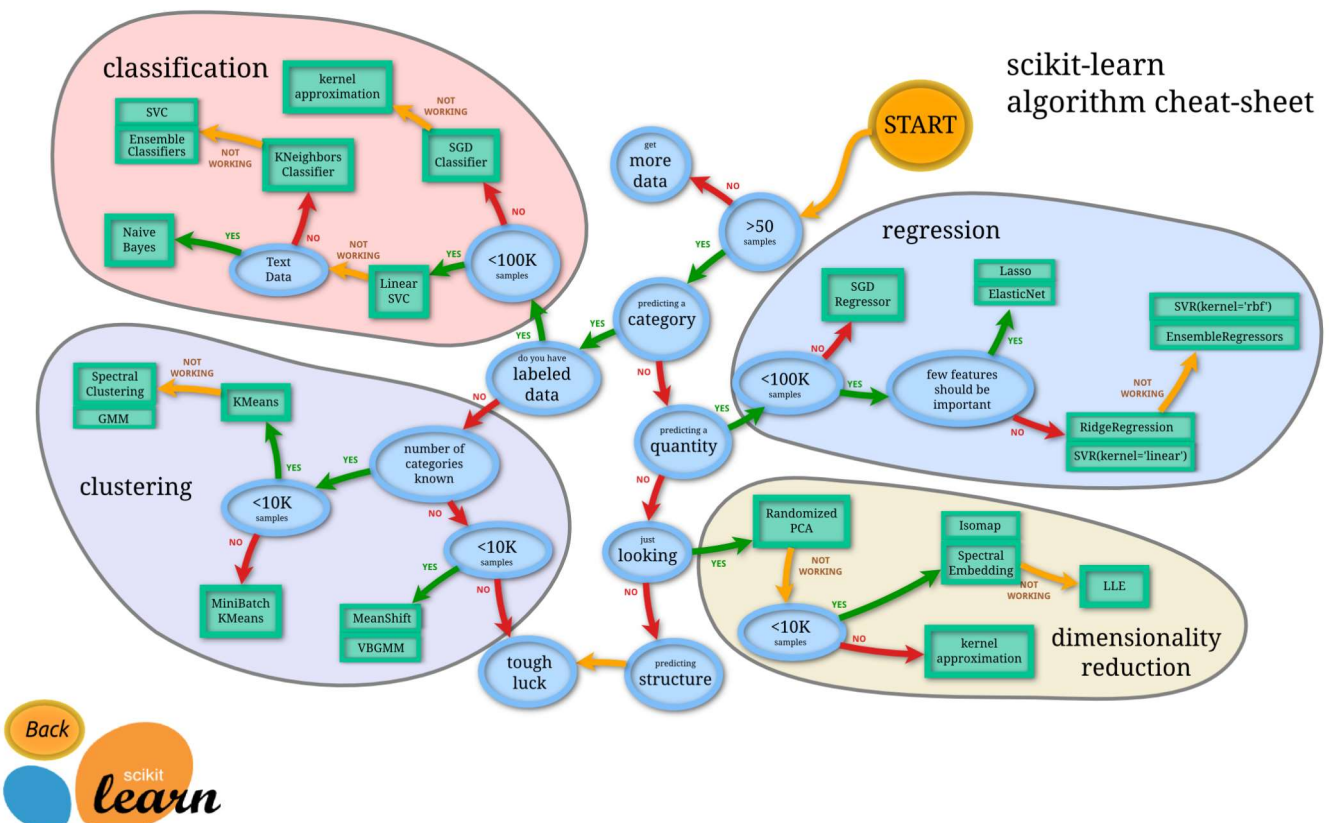 scikit-learn
algorithm cheat-sheet
START
classification
kernel
approximation
NOT
WORKING
SVC
Ensemble
Classifiers
NOT
WORKING
KNeighbors
Classifier
SGD
Classifier
NO
Naive
Bayes
YES
Text
Data
NO
NOT
WORKING
Linear
SVC
YES
<100K
samples
YES
get
more
data
NO
>50
samples
YES
predicting a
category
YES
NO
do you have
labeled
data
NO
predicting a
quantity
YES
NO
just
looking
YES
NO
predicting
structure
tough
luck
regression
SGD
Regressor
NO
<100K
samples
YES
Lasso
ElasticNet
YES
few features
should be
important
NO
SVR(kernel='rbf')
EnsembleRegressors
NOT
WORKING
RidgeRegression
SVR(kernel='linear')
clustering
Spectral
Clustering
GMM
NOT
WORKING
KMeans
YES
<10K
samples
NO
MiniBatch
KMeans
YES
number of
categories
known
NO
<10K
samples
YES
NO
MeanShift
VBGMM
Randomized
PCA
NOT
WORKING
<10K
samples
YES
NO
Isomap
Spectral
Embedding
NOT
WORKING
LLE
kernel
approximation
dimensionality
reduction
Back
scikit
learn